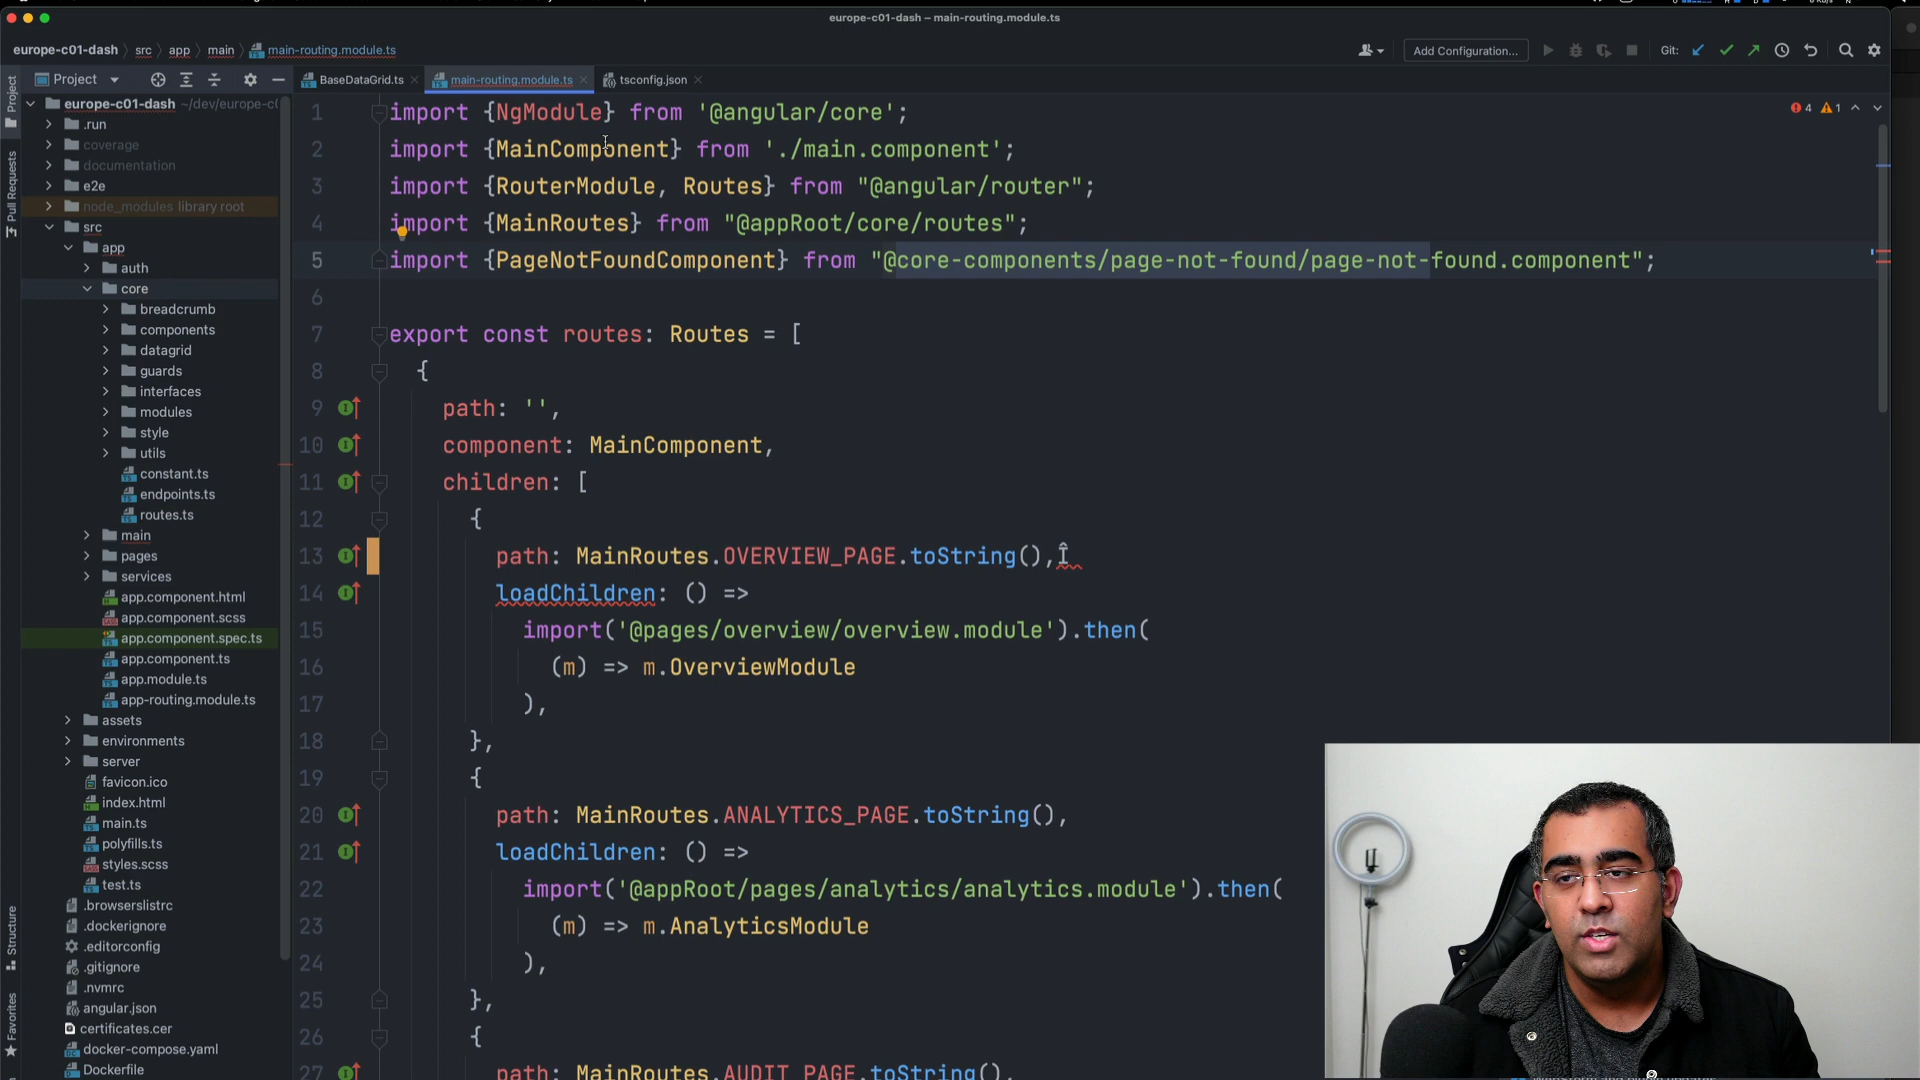 europe-c01-dash – main-routing.module.ts
europe-c01-dash
src
app
main
main-routing.module.ts
Add Configuration...
Git:
Project
BaseDataGrid.ts
main-routing.module.ts
tsconfig.json
Project
Pull Requests
Structure
Favorites
europe-c01-dash ~/dev/europe-c
.run
coverage
documentation
e2e
node_modules library root
src
app
auth
core
breadcrumb
components
datagrid
guards
interfaces
modules
style
utils
constant.ts
endpoints.ts
routes.ts
main
pages
services
app.component.html
app.component.scss
app.component.spec.ts
app.component.ts
app.module.ts
app-routing.module.ts
assets
environments
server
favicon.ico
index.html
main.ts
polyfills.ts
styles.scss
test.ts
.browserslistrc
.dockerignore
.editorconfig
.gitignore
.nvmrc
angular.json
certificates.cer
docker-compose.yaml
Dockerfile
4 1
1 import {NgModule} from '@angular/core';
2 import {MainComponent} from './main.component';
3 import {RouterModule, Routes} from "@angular/router";
4 import {MainRoutes} from "@appRoot/core/routes";
5 import {PageNotFoundComponent} from "@core-components/page-not-found/page-not-found.component";
6
7 export const routes: Routes = [
8 {
9 path: '',
10 component: MainComponent,
11 children: [
12 {
13 path: MainRoutes.OVERVIEW_PAGE.toString(),
14 loadChildren: () =>
15 import('@pages/overview/overview.module').then(
16 (m) => m.OverviewModule
17 ),
18 },
19 {
20 path: MainRoutes.ANALYTICS_PAGE.toString(),
21 loadChildren: () =>
22 import('@appRoot/pages/analytics/analytics.module').then(
23 (m) => m.AnalyticsModule
24 ),
25 },
26 {
27 path: MainRoutes.AUDIT_PAGE.toString(),